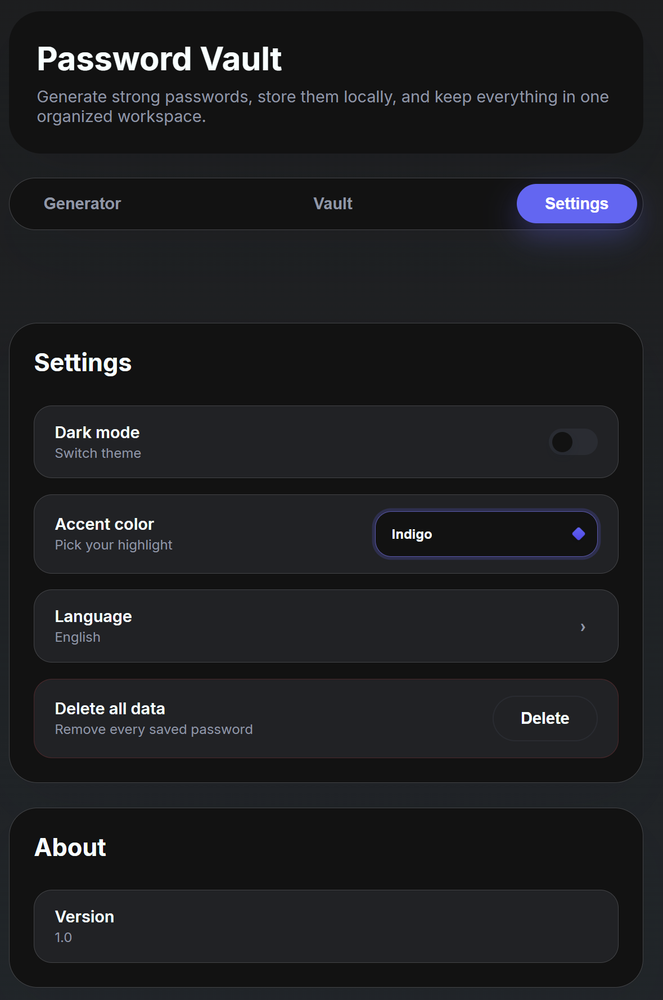 Password Vault
Generate strong passwords, store them locally, and keep everything in one
organized workspace.
Generator
Vault
Settings
Settings
Dark mode
Switch theme
Accent color
Pick your highlight
Indigo
Language
English
›
Delete all data
Remove every saved password
Delete
About
Version
1.0